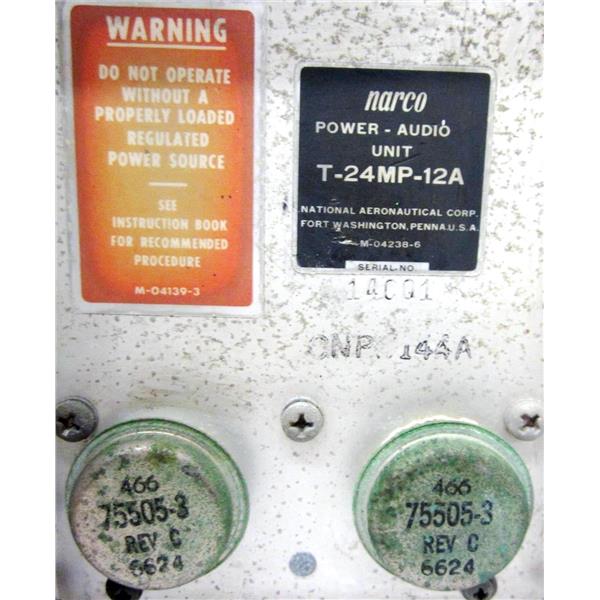 WARNING
DO NOT OPERATE
WITHOUT A
PROPERLY LOADED
REGULATED
POWER SOURCE
SEE
INSTRUCTION BOOK
FOR RECOMMENDED
PROCEDURE
M-04139-3
narco
POWER - AUDIO
UNIT
T-24MP-12A
NATIONAL AERONAUTICAL CORP.
FORT WASHINGTON, PENNA.U.S.A.
M-04238-6
SERIAL-NO.
144A
466
75505-3
REV C
6624
466
75505-3
REV C
6624